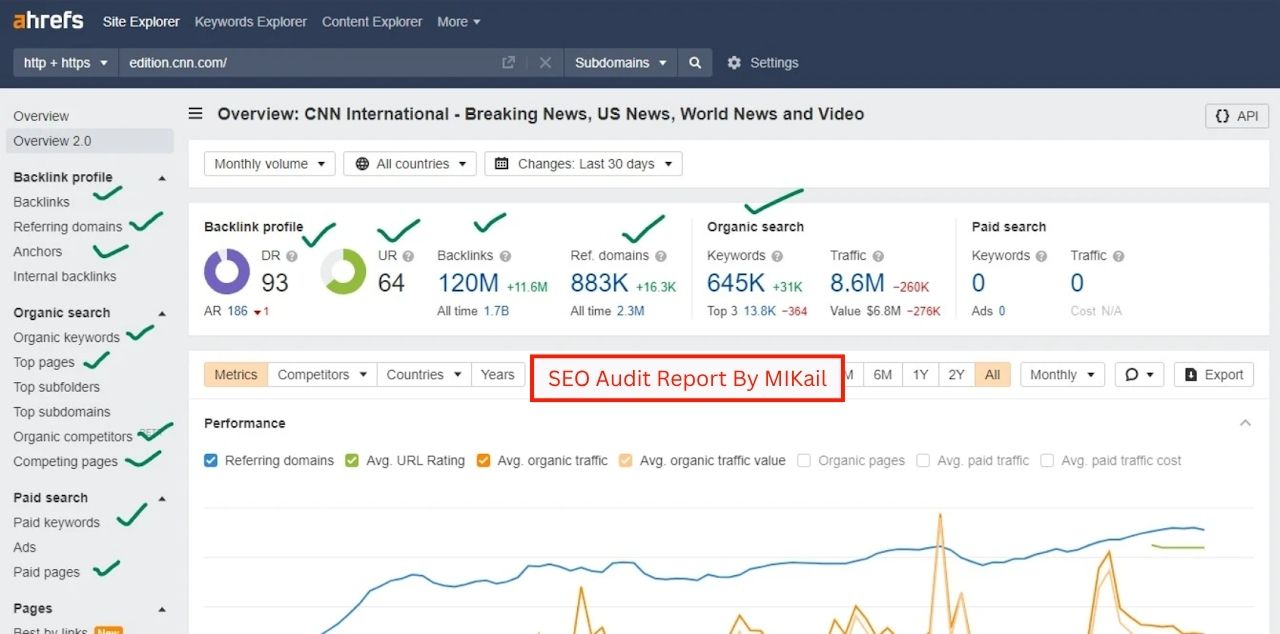 ahrefs Site Explorer Keywords Explorer Content Explorer More
http + https edition.cnn.com/ Subdomains Settings
Overview
Overview 2.0
Backlink profile
Backlinks
Referring domains
Anchors
Internal backlinks
Organic search
Organic keywords
Top pages
Top subfolders
Top subdomains
Organic competitors
Competing pages
Paid search
Paid keywords
Ads
Paid pages
Pages
Best by links New
Overview: CNN International - Breaking News, US News, World News and Video
{} API
Monthly volume All countries Changes: Last 30 days
Backlink profile Organic search Paid search
DR ? UR ? Backlinks ? Ref. domains ? Keywords ? Traffic ? Keywords ? Traffic ?
93 64 120M +11.6M 883K +16.3K 645K +31K 8.6M −260K 0 0
AR 186 1 All time 1.7B All time 2.3M Top 3 13.8K −364 Value $6.8M −276K Ads 0 Cost N/A
Metrics Competitors Countries Years SEO Audit Report By MIKail M 6M 1Y 2Y All Monthly Export
Performance
Referring domains Avg. URL Rating Avg. organic traffic Avg. organic traffic value Organic pages Avg. paid traffic Avg. paid traffic cost